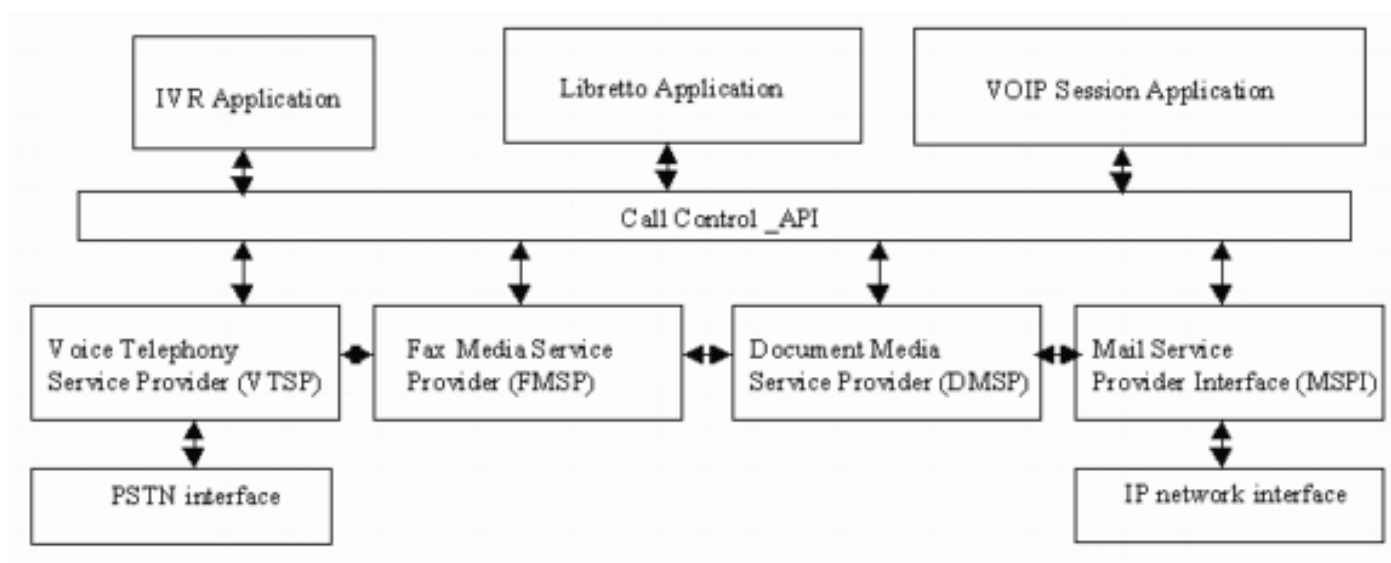 IVR Application
Libretto Application
VOIP Session Application
Call Control _API
Voice Telephony
Service Provider (VTSP)
Fax Media Service
Provider (FMSP)
Document Media
Service Provider (DMSP)
Mail Service
Provider Interface (MSPI)
PSTN interface
IP network interface